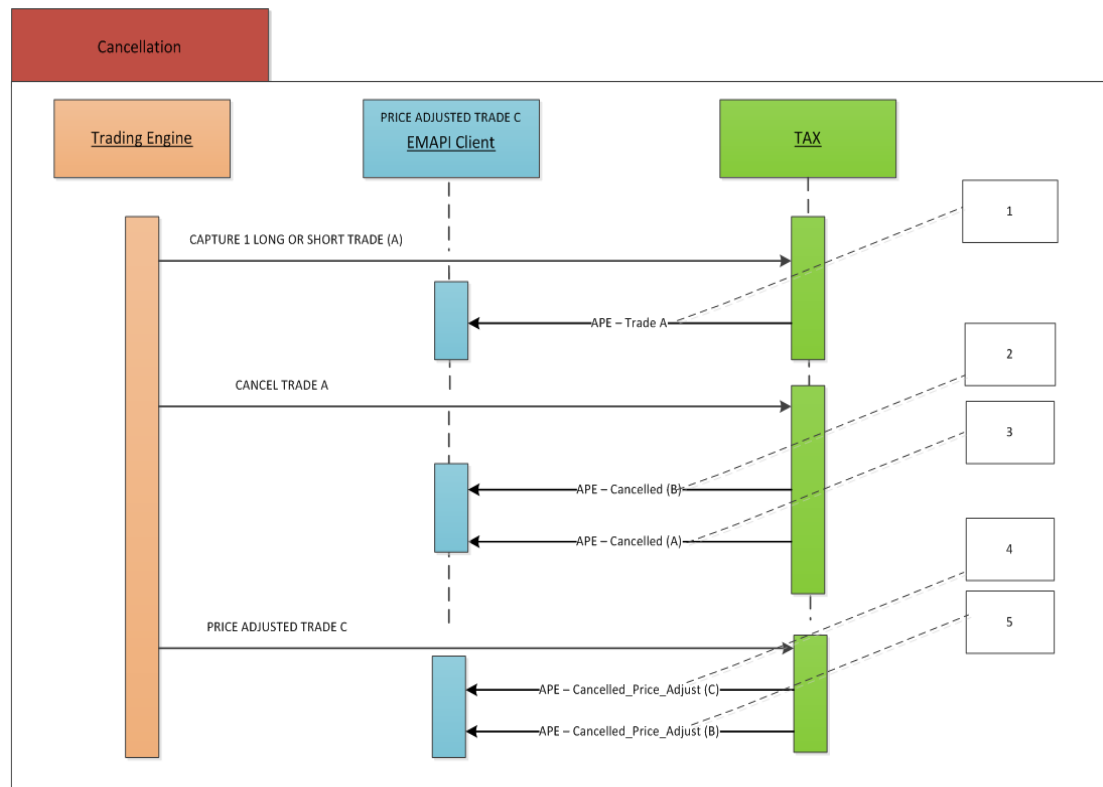 Cancellation
PRICE ADJUSTED TRADE C
Trading Engine
EMAPI Client
TAX
1
CAPTURE 1 LONG OR SHORT TRADE (A)
APE – Trade A
2
CANCEL TRADE A
3
APE – Cancelled (B)
APE – Cancelled (A)
4
PRICE ADJUSTED TRADE C
5
APE – Cancelled_Price_Adjust (C)
APE – Cancelled_Price_Adjust (B)